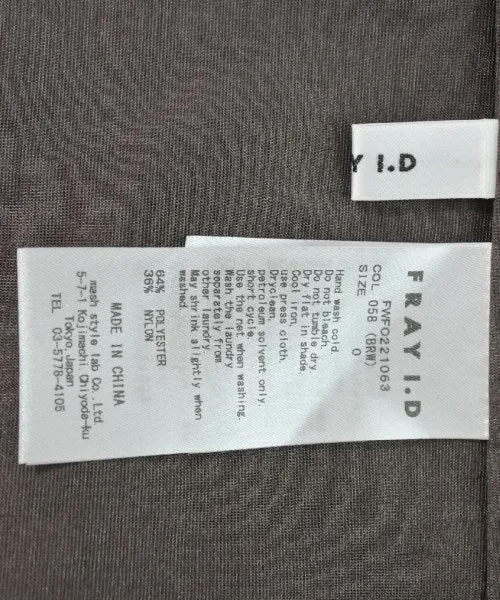 Y I.D
FRAY I.D
FWFO221063
COL 058 (BRW)
SIZE 0
Hand wash cold.
Do not bleach.
Do not tumble dry.
Dry flat in shade.
Cool iron,
use press cloth.
Dryclean,
petroleum solvent only.
short cycle.
Use the net when washing.
Wash the laundry
separately from
other laundry.
May shrink slightly when
washed.
64% POLYESTER
36% NYLON
MADE IN CHINA
mash style lab Co.,Ltd.
5-7-1 Kojimachi,Chiyoda-ku
Tokyo,Japan
TEL 03-5778-4105